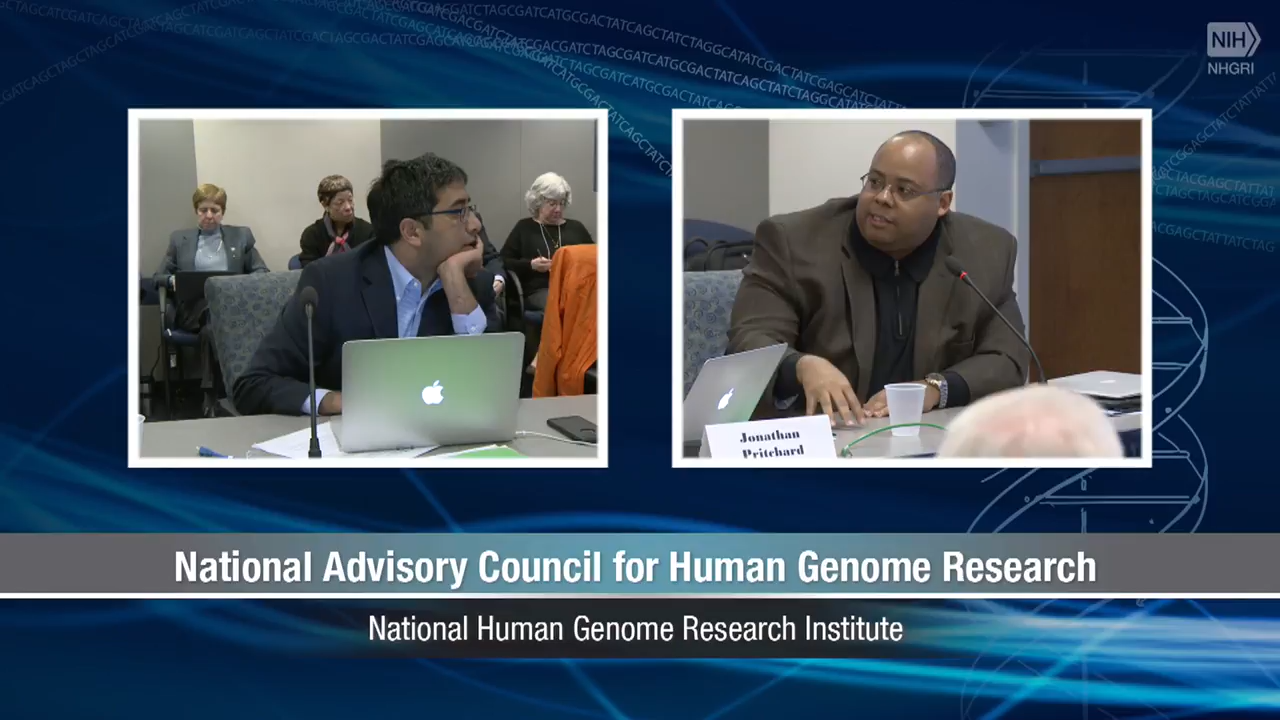 NIH
NHGRI
Jonathan
Pritchard
National Advisory Council for Human Genome Research
National Human Genome Research Institute